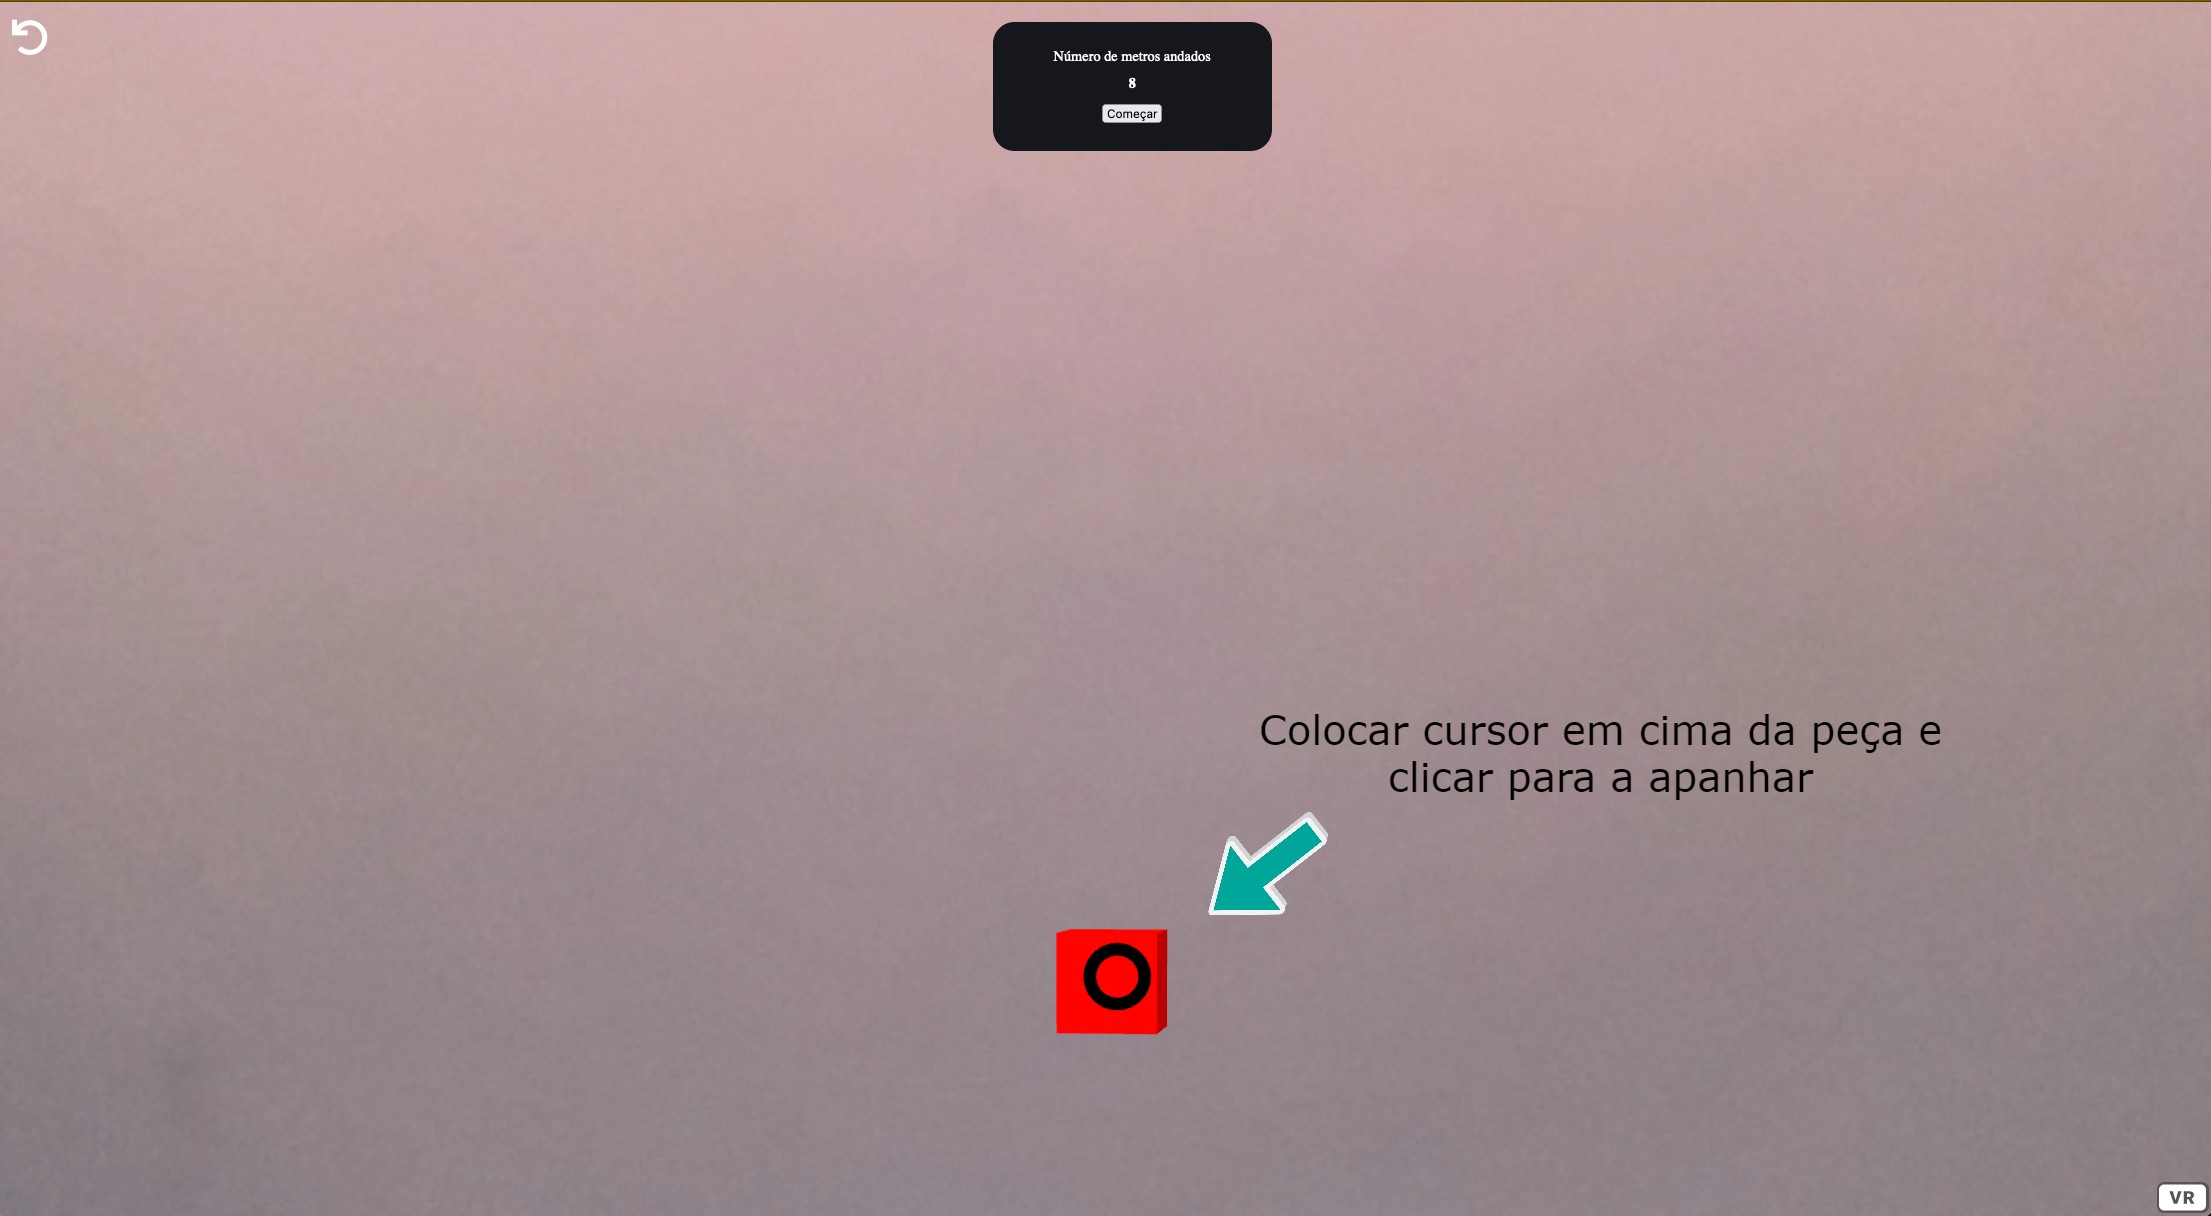 Número de metros andados
8
Começar
Colocar cursor em cima da peça e
clicar para a apanhar
VR